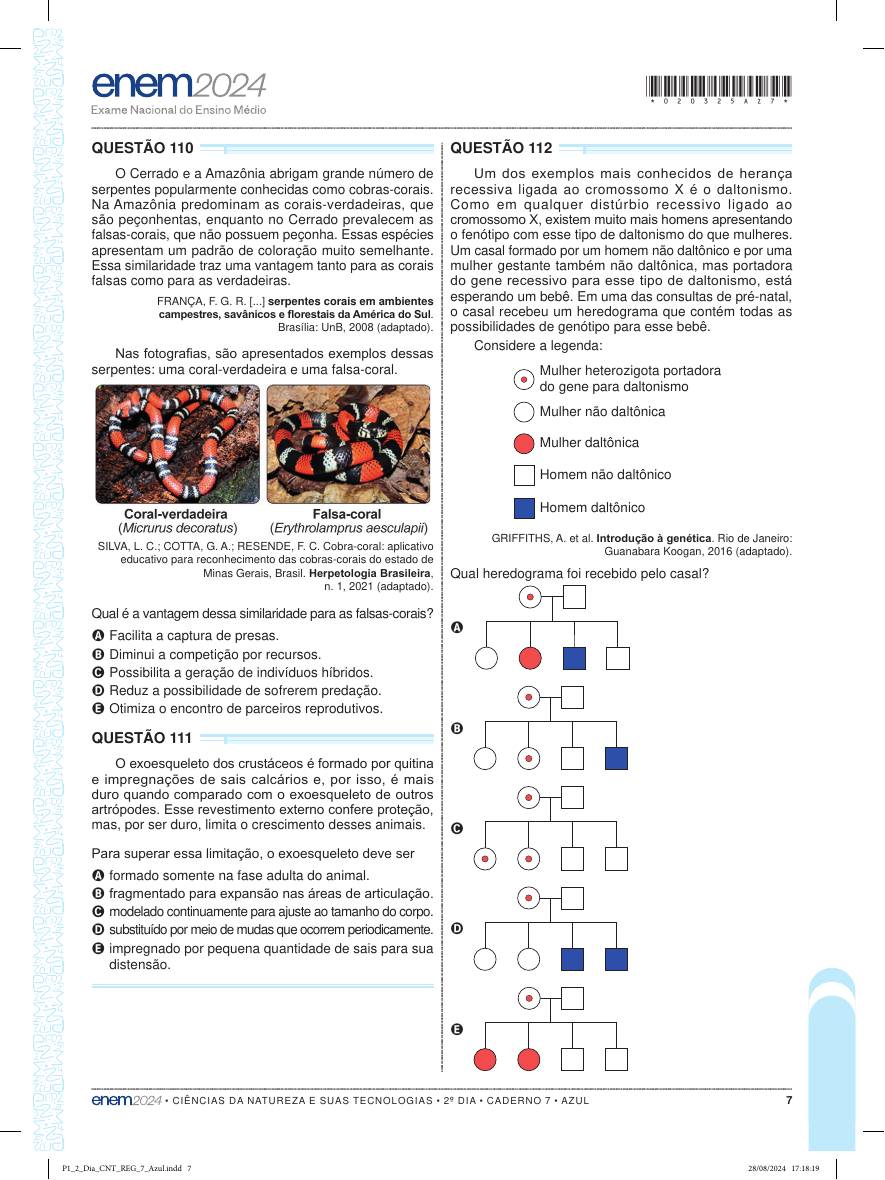 enem2024
Exame Nacional do Ensino Médio
*020325AZ7*
QUESTÃO 110
O Cerrado e a Amazônia abrigam grande número de
serpentes popularmente conhecidas como cobras-corais.
Na Amazônia predominam as corais-verdadeiras, que
são peçonhentas, enquanto no Cerrado prevalecem as
falsas-corais, que não possuem peçonha. Essas espécies
apresentam um padrão de coloração muito semelhante.
Essa similaridade traz uma vantagem tanto para as corais
falsas como para as verdadeiras.
FRANÇA, F. G. R. [...] serpentes corais em ambientes
campestres, savânicos e florestais da América do Sul.
Brasília: UnB, 2008 (adaptado).
Nas fotografias, são apresentados exemplos dessas
serpentes: uma coral-verdadeira e uma falsa-coral.
Coral-verdadeira
(Micrurus decoratus)
Falsa-coral
(Erythrolamprus aesculapii)
SILVA, L. C.; COTTA, G. A.; RESENDE, F. C. Cobra-coral: aplicativo
educativo para reconhecimento das cobras-corais do estado de
Minas Gerais, Brasil. Herpetologia Brasileira,
n. 1, 2021 (adaptado).
Qual é a vantagem dessa similaridade para as falsas-corais?
A Facilita a captura de presas.
B Diminui a competição por recursos.
C Possibilita a geração de indivíduos híbridos.
D Reduz a possibilidade de sofrerem predação.
E Otimiza o encontro de parceiros reprodutivos.
QUESTÃO 111
O exoesqueleto dos crustáceos é formado por quitina
e impregnações de sais calcários e, por isso, é mais
duro quando comparado com o exoesqueleto de outros
artrópodes. Esse revestimento externo confere proteção,
mas, por ser duro, limita o crescimento desses animais.
Para superar essa limitação, o exoesqueleto deve ser
A formado somente na fase adulta do animal.
B fragmentado para expansão nas áreas de articulação.
C modelado continuamente para ajuste ao tamanho do corpo.
D substituído por meio de mudas que ocorrem periodicamente.
E impregnado por pequena quantidade de sais para sua
distensão.
QUESTÃO 112
Um dos exemplos mais conhecidos de herança
recessiva ligada ao cromossomo X é o daltonismo.
Como em qualquer distúrbio recessivo ligado ao
cromossomo X, existem muito mais homens apresentando
o fenótipo com esse tipo de daltonismo do que mulheres.
Um casal formado por um homem não daltônico e por uma
mulher gestante também não daltônica, mas portadora
do gene recessivo para esse tipo de daltonismo, está
esperando um bebê. Em uma das consultas de pré-natal,
o casal recebeu um heredograma que contém todas as
possibilidades de genótipo para esse bebê.
Considere a legenda:
Mulher heterozigota portadora
do gene para daltonismo
Mulher não daltônica
Mulher daltônica
Homem não daltônico
Homem daltônico
GRIFFITHS, A. et al. Introdução à genética. Rio de Janeiro:
Guanabara Koogan, 2016 (adaptado).
Qual heredograma foi recebido pelo casal?
A
B
C
D
E
enem2024 • CIÊNCIAS DA NATUREZA E SUAS TECNOLOGIAS • 2º DIA • CADERNO 7 • AZUL
7
P1_2_Dia_CNT_REG_7_Azul.indd 7
28/08/2024 17:18:19